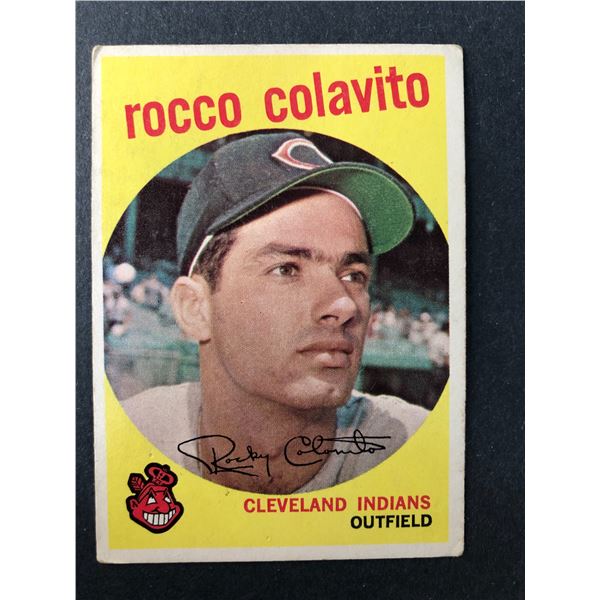 rocco colavito
C
Rocky Colavito
CLEVELAND INDIANS
OUTFIELD